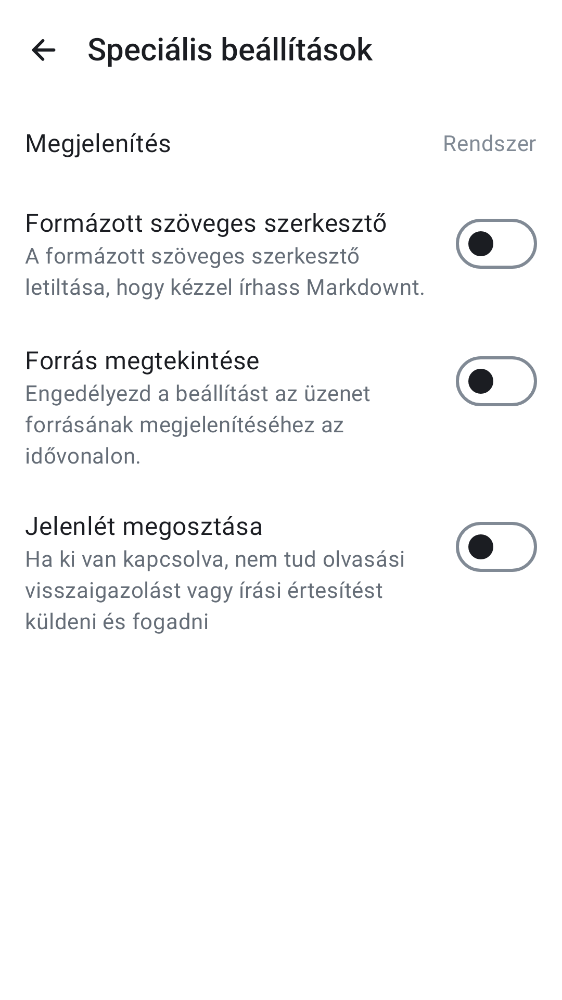 Speciális beállítások
Megjelenítés
Rendszer
Formázott szöveges szerkesztő
A formázott szöveges szerkesztő
letiltása, hogy kézzel írhass Markdownt.
Forrás megtekintése
Engedélyezd a beállítást az üzenet
forrásának megjelenítéséhez az
idővonalon.
Jelenlét megosztása
Ha ki van kapcsolva, nem tud olvasási
visszaigazolást vagy írási értesítést
küldeni és fogadni